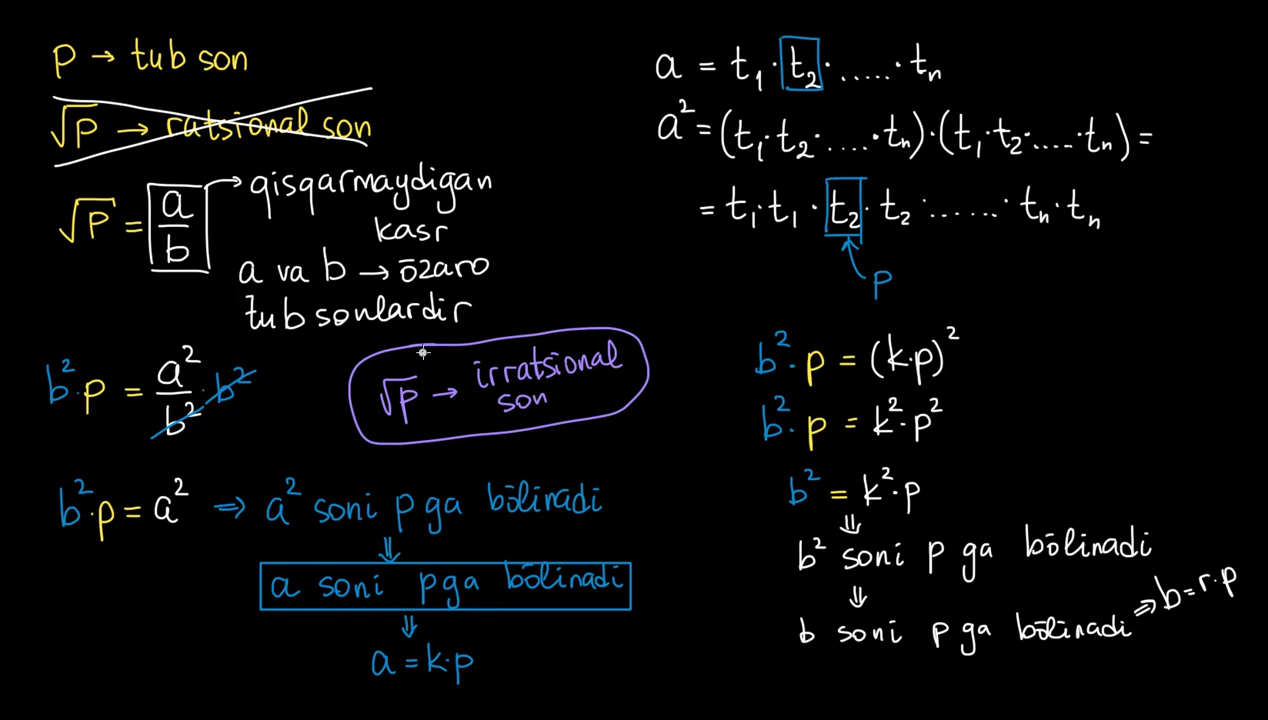 p → tub son
√p → ratsional son
√p = a/b → qisqarmaydigan
kasr
a va b → ōzaro
tub sonlardir
b²·p = a²/b² · b²
√p → irratsional
son
b²·p = a² ⇒ a² soni p ga bōlinadi
⇓
a soni p ga bōlinadi
⇓
a = k·p
a = t₁ · t₂ · ..... · tₙ
a² = (t₁·t₂· .... ·tₙ)·(t₁·t₂· ..... ·tₙ) =
= t₁·t₁ · t₂ · t₂ · ...... · tₙ · tₙ
p
b²·p = (k·p)²
b²·p = k²·p²
b² = k²·p
⇓
b² soni p ga bōlinadi
⇓
b soni p ga bōlinadi ⇒ b = r·p